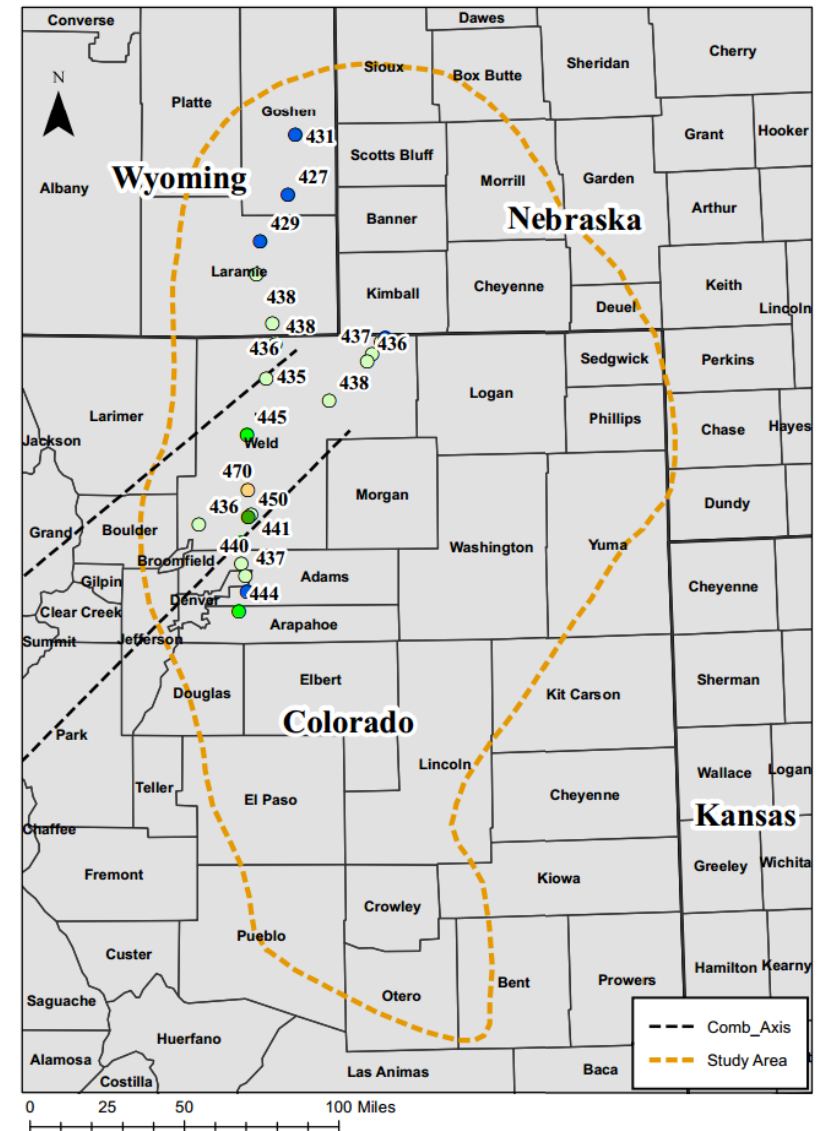 Dawes
Converse
Cherry
Sheridan
Sioux
Box Butte
N
Platte
Goshen
431
Grant
Hooker
Scotts Bluff
427
Wyoming
Albany
Morrill
Garden
Arthur
Banner
Nebraska
429
Laramie
Keith
Cheyenne
Kimball
438
Deuel
Lincoln
438
437
436
436
Sedgwick
Perkins
435
438
Logan
Larimer
445
Phillips
Chase
Hayes
Jackson
Weld
470
Morgan
450
436
Dundy
Grand
Boulder
441
440
437
Washington
Yuma
Broomfield
Gilpin
Adams
Cheyenne
444
Denver
Clear Creek
Arapahoe
Summit
Jefferson
Elbert
Sherman
Douglas
Kit Carson
Colorado
Park
Lincoln
Wallace
Logan
Teller
El Paso
Cheyenne
Kansas
Chaffee
Greeley
Wichita
Fremont
Kiowa
Crowley
Pueblo
Custer
Hamilton
Kearny
Bent
Prowers
Otero
Saguache
Comb_Axis
Huerfano
Study Area
Alamosa
Las Animas
Baca
Costilla
0 25 50 100 Miles